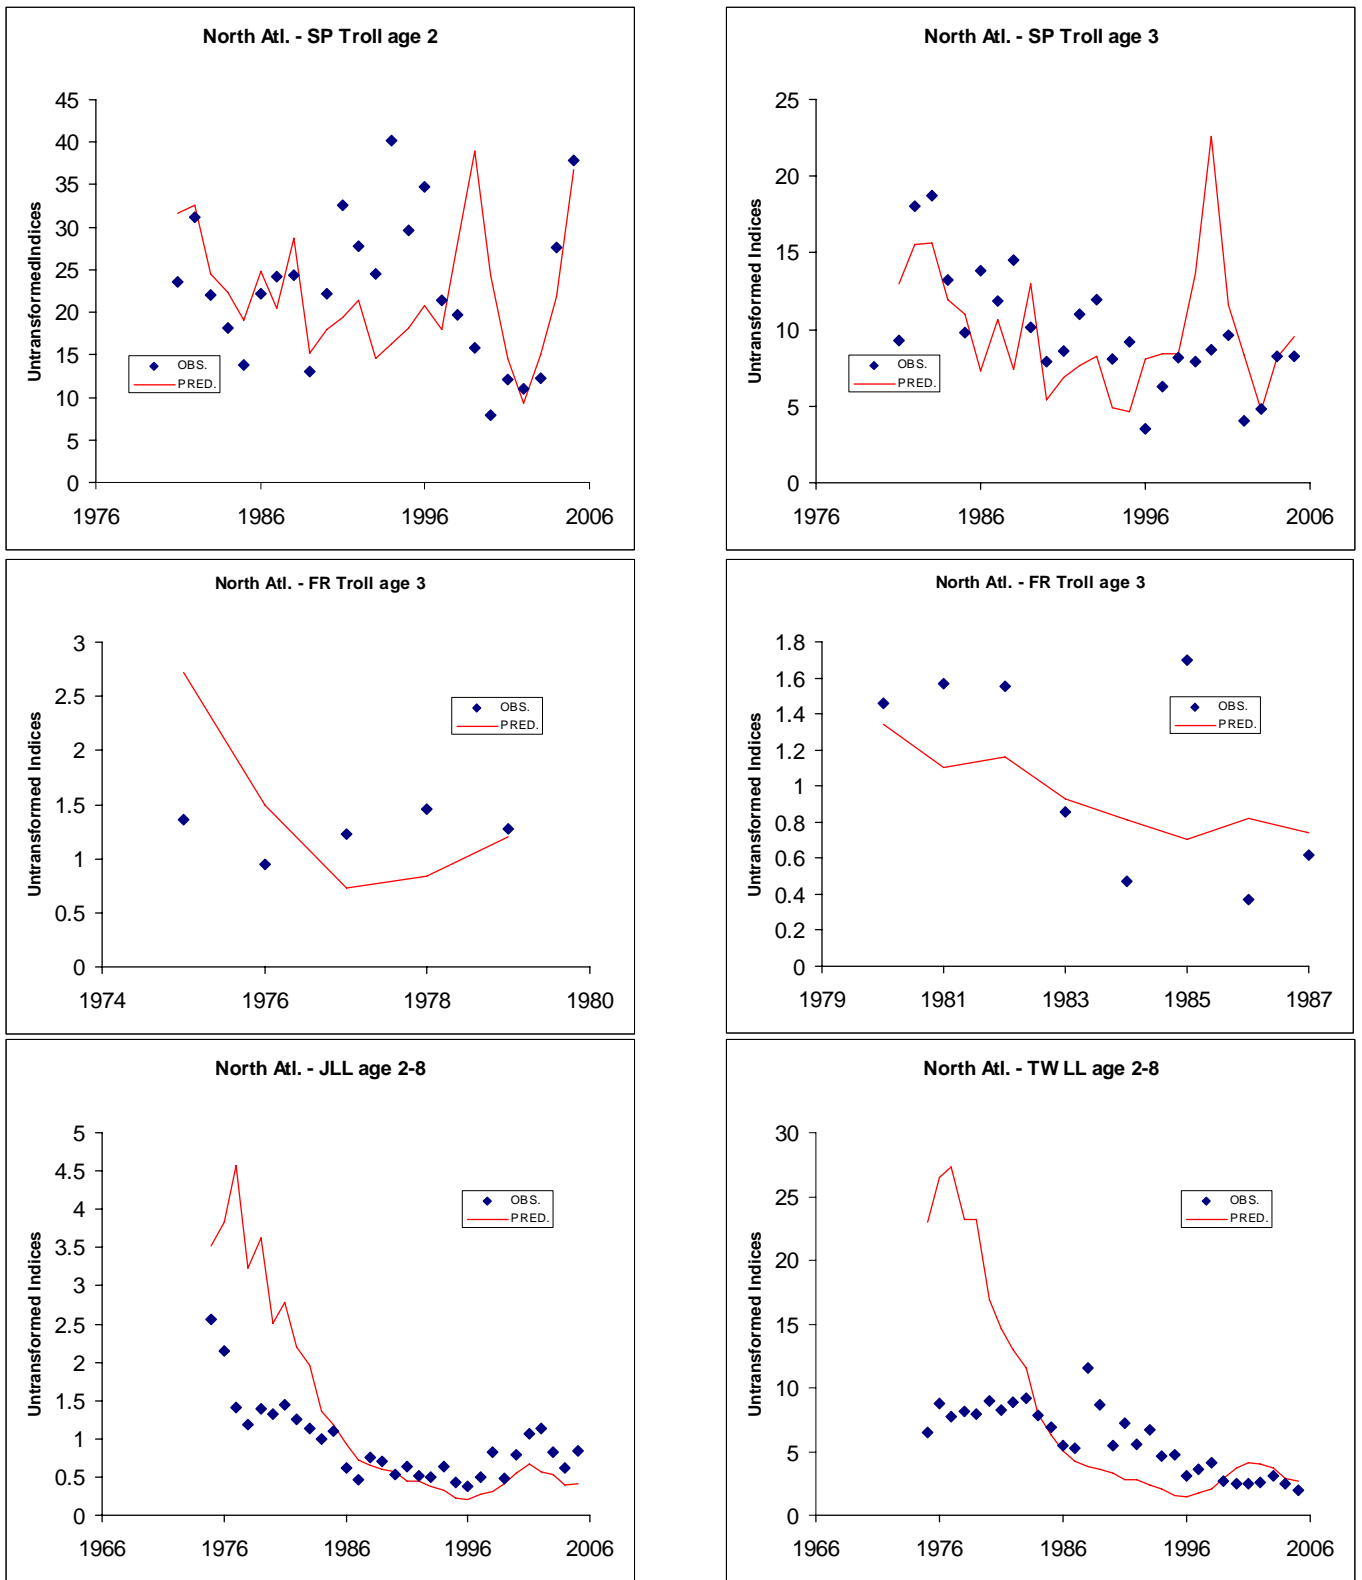 North Atl. - SP Troll age 2
UntransformedIndices
45
40
35
30
25
20
15
10
5
0
OBS.
PRED.
1976 1986 1996 2006
North Atl. - SP Troll age 3
Untransformed Indices
25
20
15
10
5
0
OBS.
PRED.
1976 1986 1996 2006
North Atl. - FR Troll age 3
Untransformed Indices
3
2.5
2
1.5
1
0.5
0
OBS.
PRED.
1974 1976 1978 1980
North Atl. - FR Troll age 3
Untransformed Indices
1.8
1.6
1.4
1.2
1
0.8
0.6
0.4
0.2
0
OBS.
PRED.
1979 1981 1983 1985 1987
North Atl. - JLL age 2-8
Untransformed Indices
5
4.5
4
3.5
3
2.5
2
1.5
1
0.5
0
OBS.
PRED.
1966 1976 1986 1996 2006
North Atl. - TW LL age 2-8
Untransformed Indices
30
25
20
15
10
5
0
OBS.
PRED.
1966 1976 1986 1996 2006